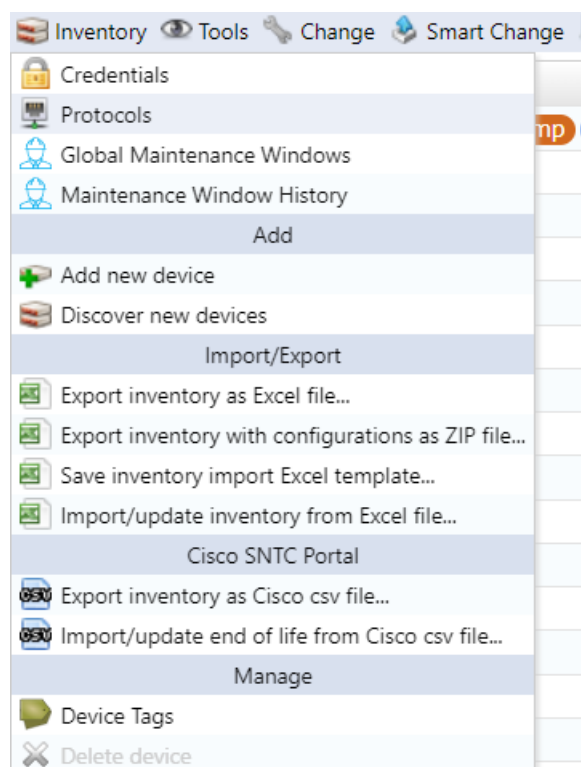 Inventory Tools Change Smart Change
Credentials
Protocols
mp
Global Maintenance Windows
Maintenance Window History
Add
Add new device
Discover new devices
Import/Export
Export inventory as Excel file...
Export inventory with configurations as ZIP file...
Save inventory import Excel template...
Import/update inventory from Excel file...
Cisco SNTC Portal
CSV Export inventory as Cisco csv file...
CSV Import/update end of life from Cisco csv file...
Manage
Device Tags
Delete device